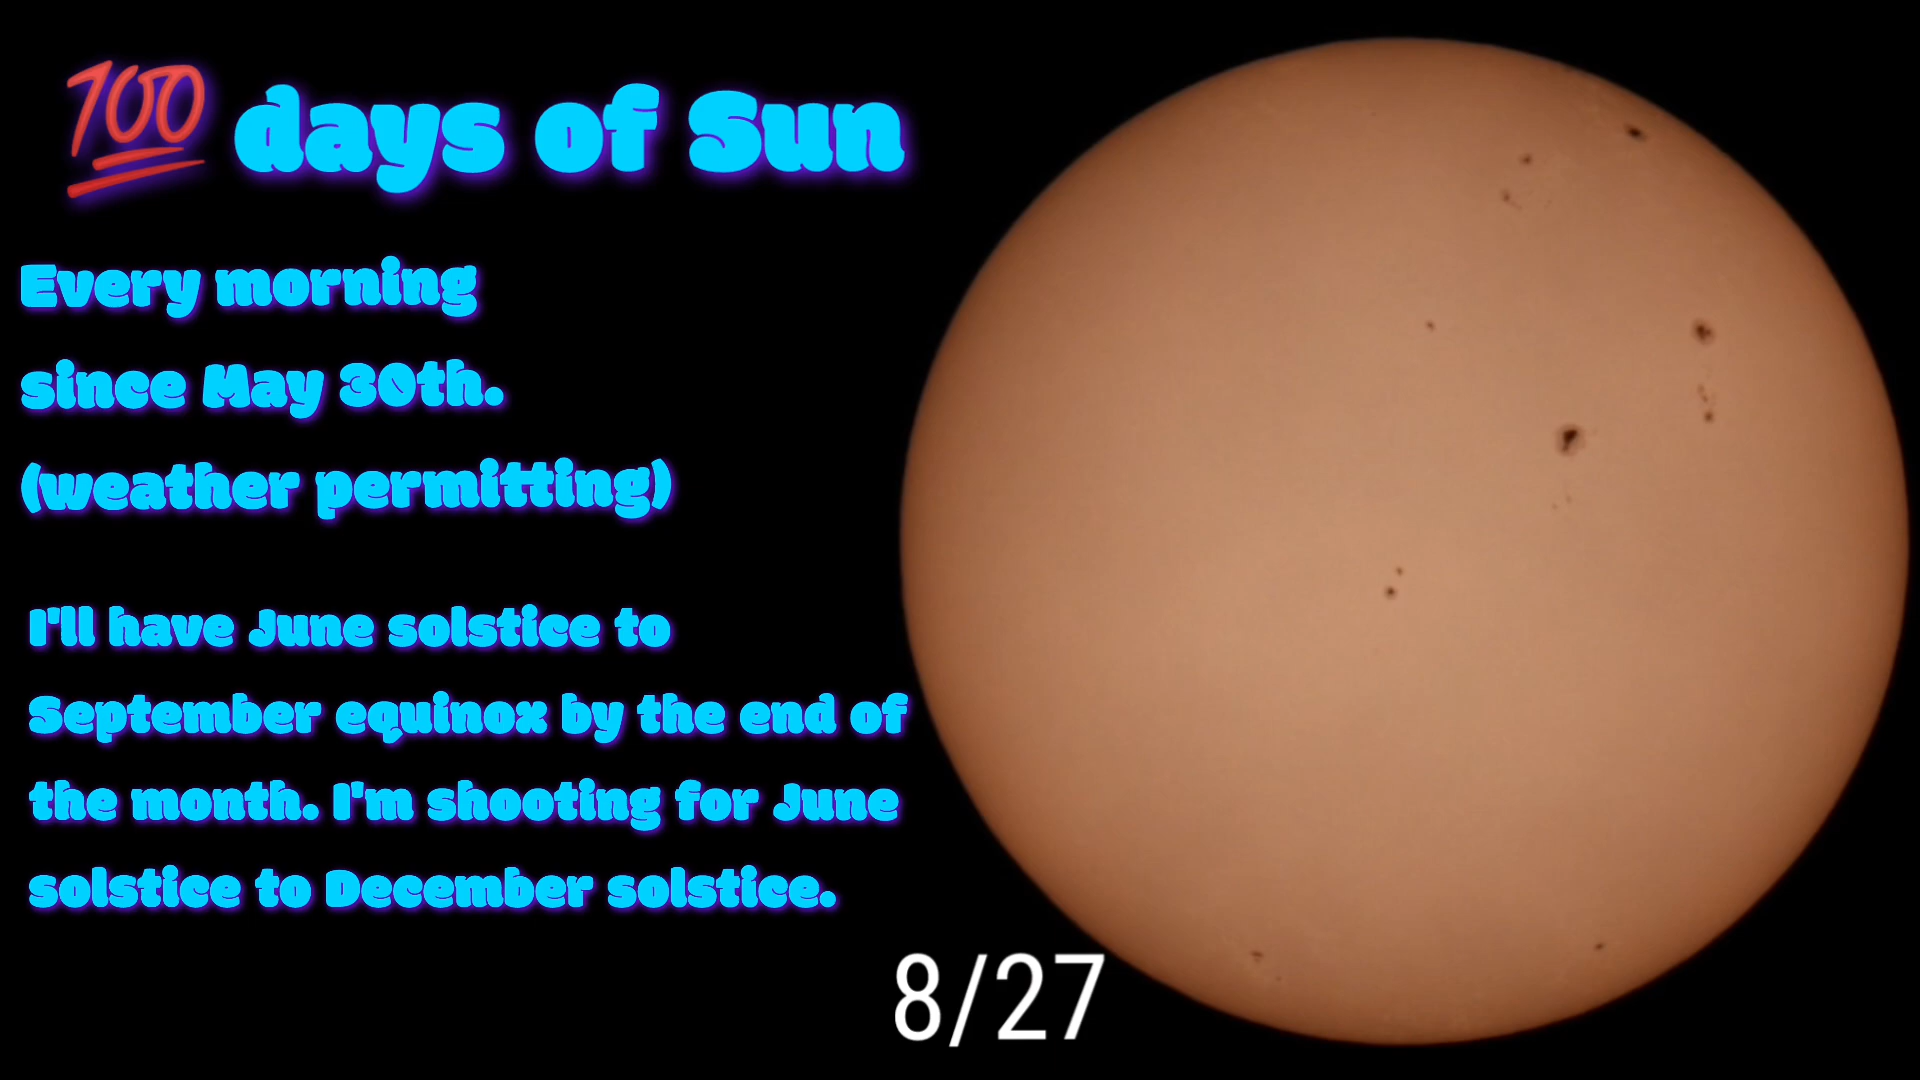 💯 days of Sun
Every morning
since May 30th.
(weather permitting)
I'll have June solstice to
September equinox by the end of
the month. I'm shooting for June
solstice to December solstice.
8/27